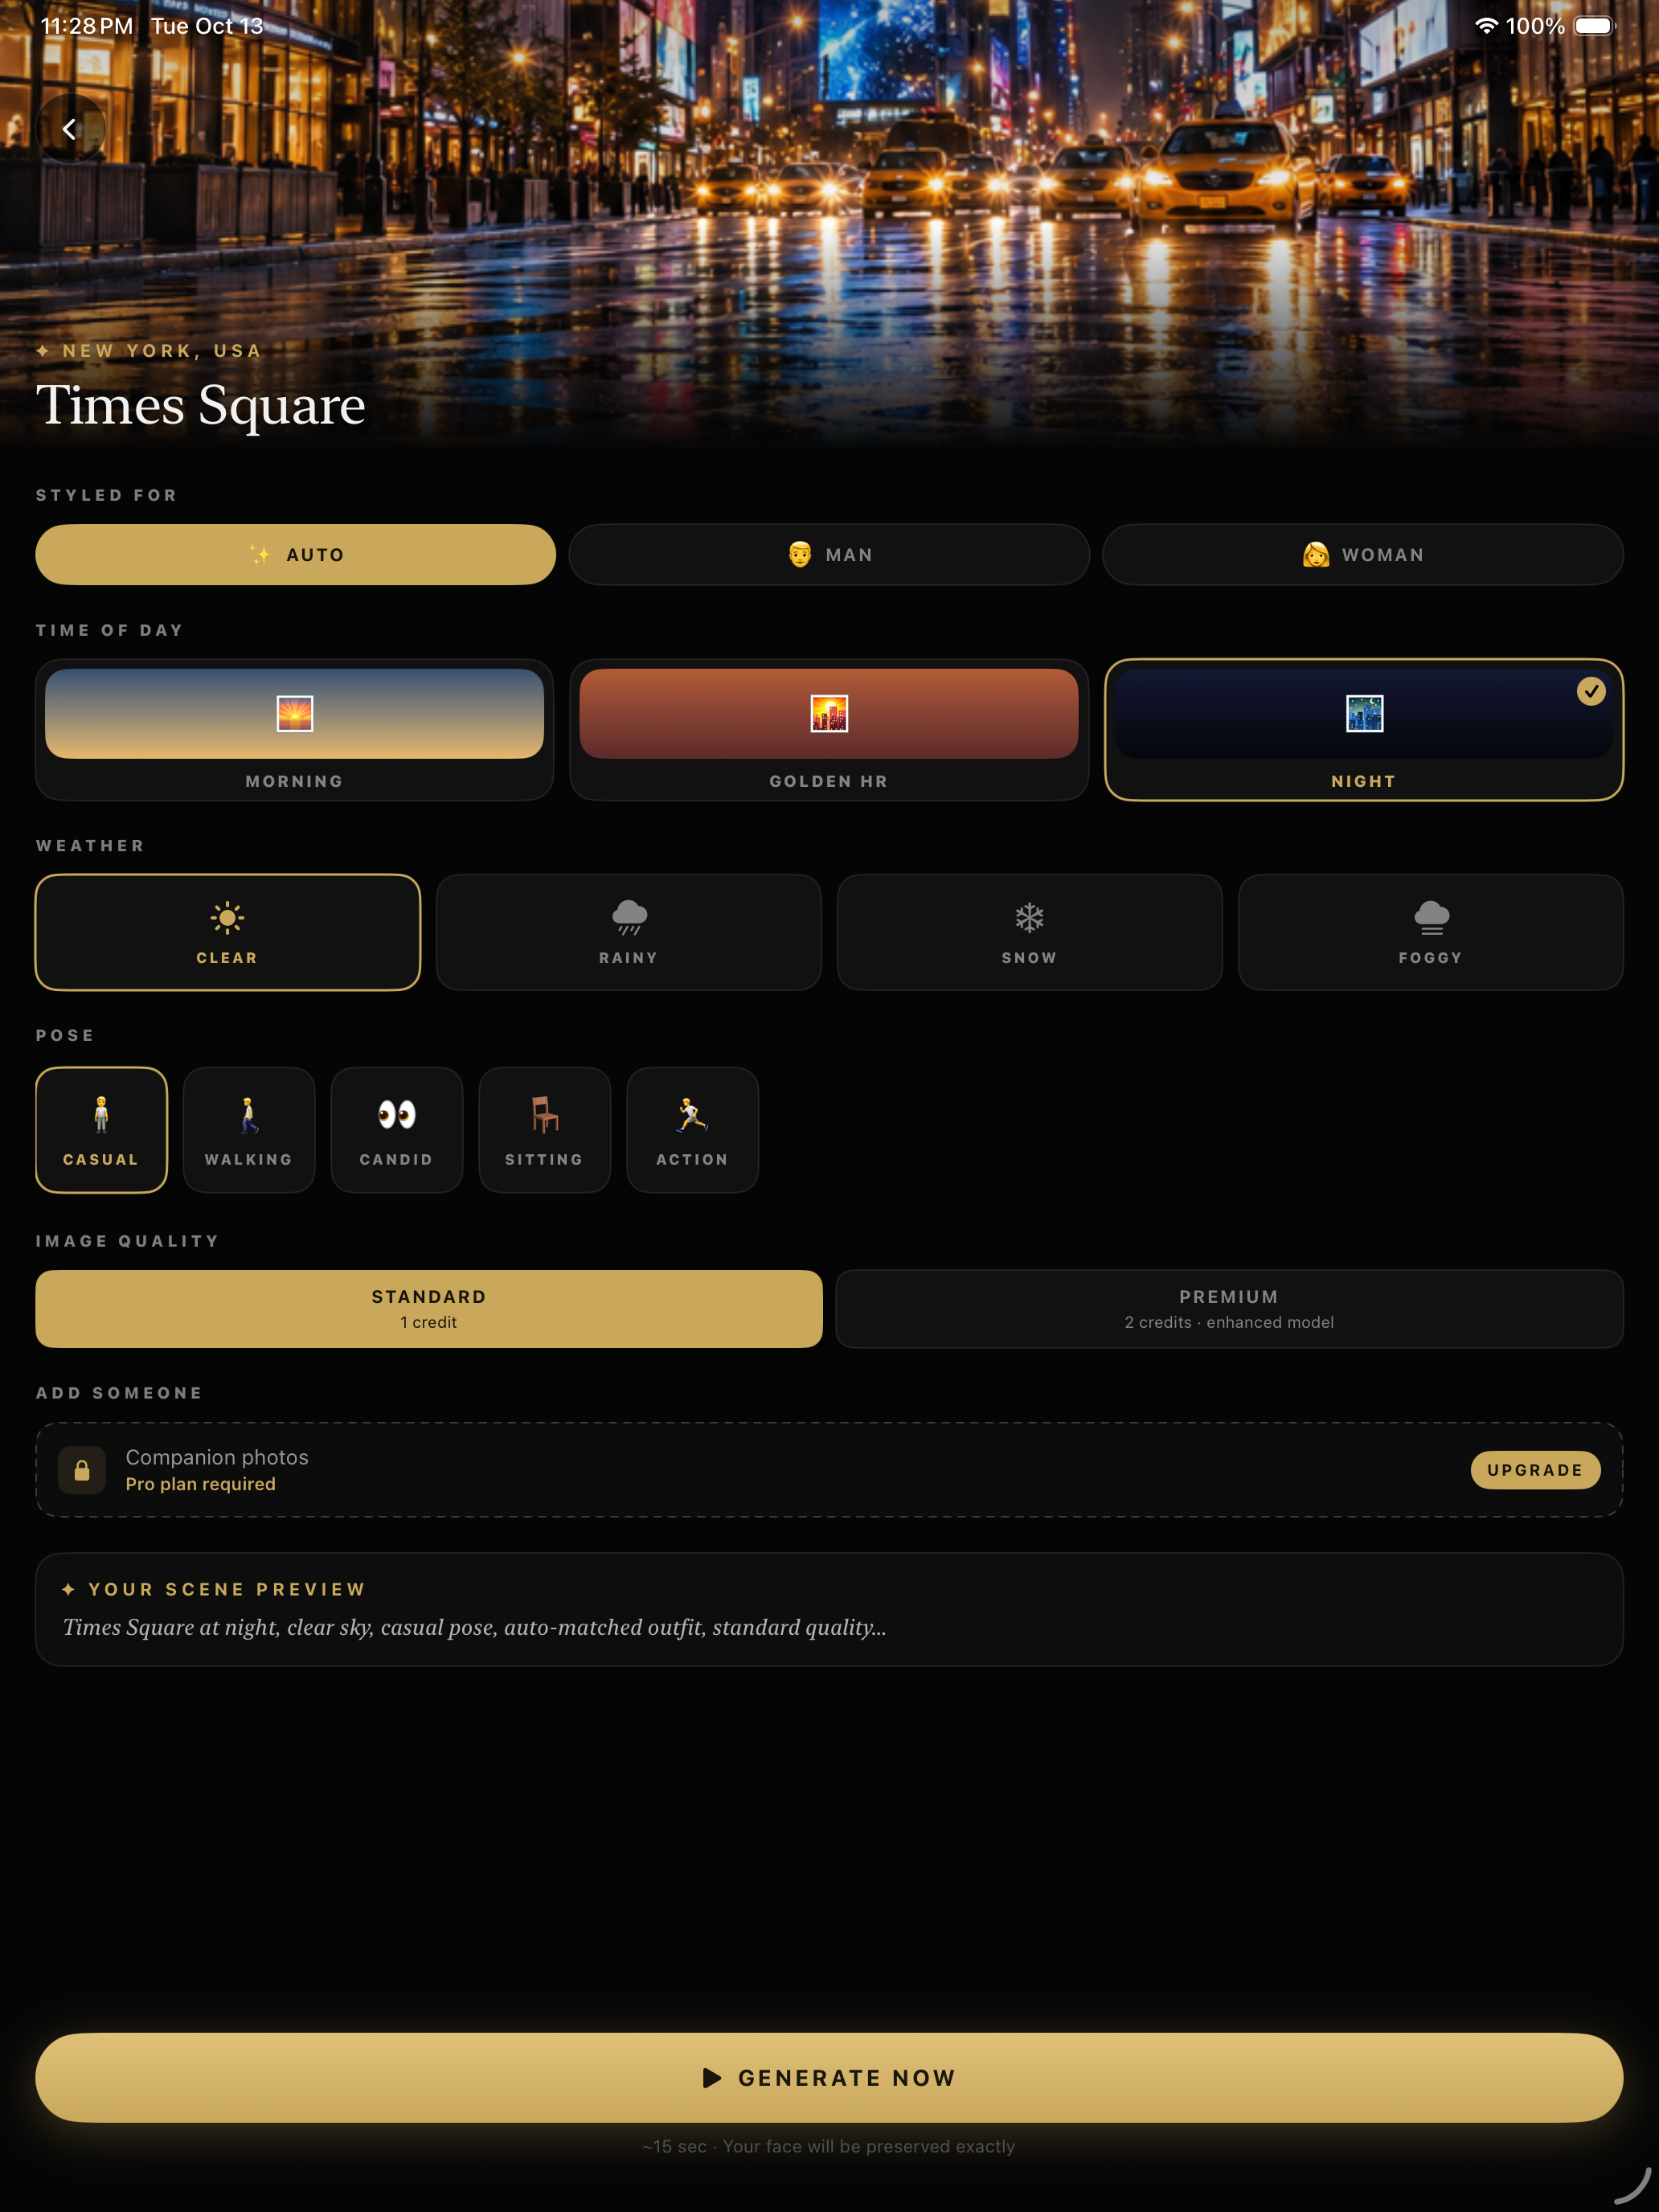 11:28 PM Tue Oct 13
100%
NEW YORK, USA
Times Square
STYLED FOR
AUTO
MAN
WOMAN
TIME OF DAY
MORNING
GOLDEN HR
NIGHT
WEATHER
CLEAR
RAINY
SNOW
FOGGY
POSE
CASUAL
WALKING
CANDID
SITTING
ACTION
IMAGE QUALITY
STANDARD
1 credit
PREMIUM
2 credits · enhanced model
ADD SOMEONE
Companion photos
Pro plan required
UPGRADE
YOUR SCENE PREVIEW
Times Square at night, clear sky, casual pose, auto-matched outfit, standard quality...
GENERATE NOW
~15 sec · Your face will be preserved exactly